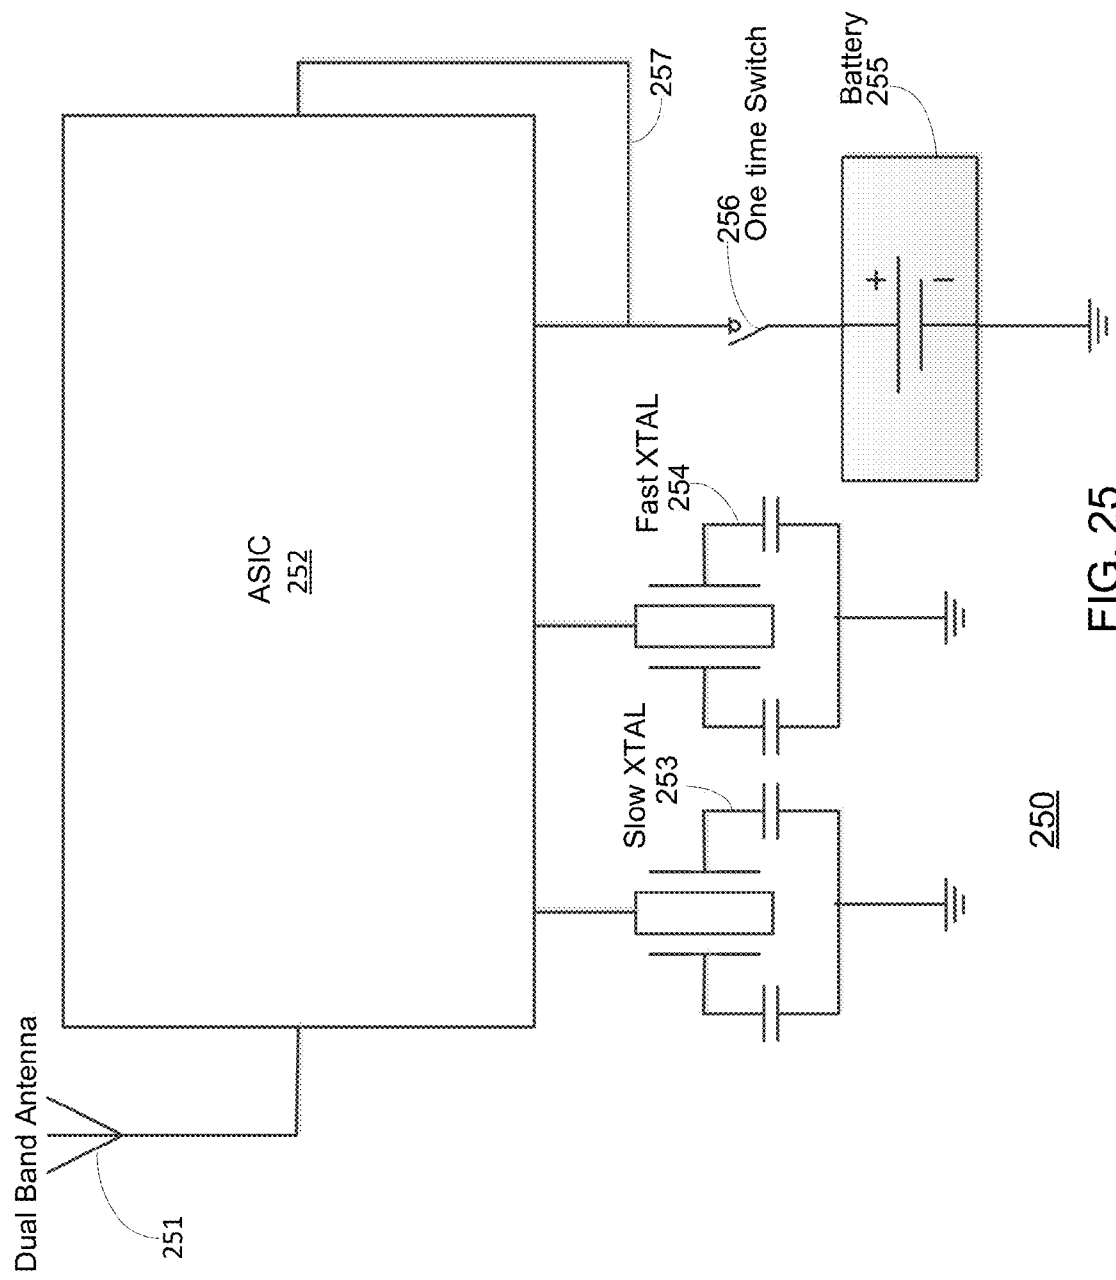 Dual Band Antenna
251
ASIC
252
257
256
One time Switch
Slow XTAL
253
Fast XTAL
254
Battery
255
+
−
250
FIG. 25